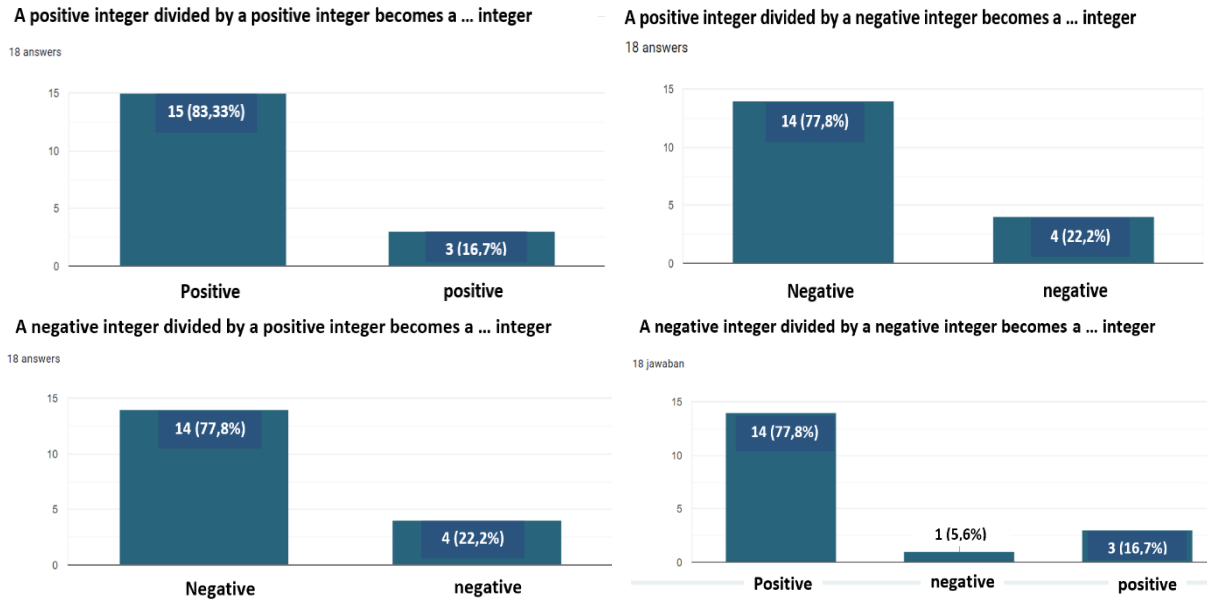 A positive integer divided by a positive integer becomes a ... integer
18 answers
15
10
5
0
15 (83,33%)
3 (16,7%)
Positive
positive
A positive integer divided by a negative integer becomes a ... integer
18 answers
15
10
5
0
14 (77,8%)
4 (22,2%)
Negative
negative
A negative integer divided by a positive integer becomes a ... integer
18 answers
15
10
5
0
14 (77,8%)
4 (22,2%)
Negative
negative
A negative integer divided by a negative integer becomes a ... integer
18 jawaban
15
10
5
0
14 (77,8%)
1 (5,6%)
3 (16,7%)
Positive
negative
positive